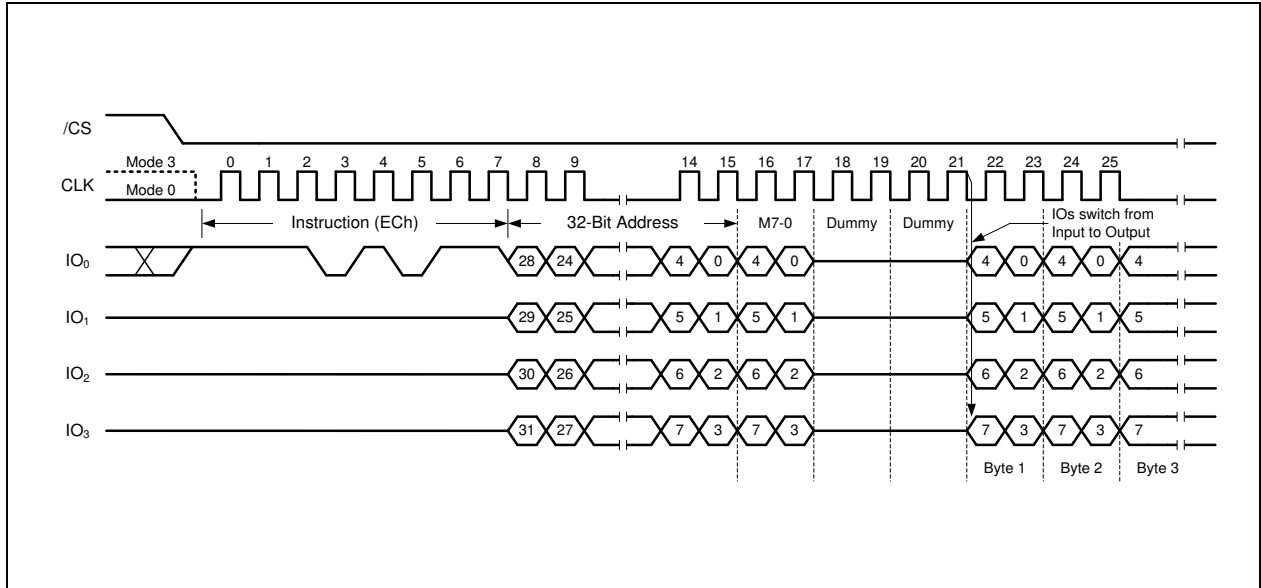 /CS
Mode 3 0 1 2 3 4 5 6 7 8 9 14 15 16 17 18 19 20 21 22 23 24 25
CLK
Mode 0
Instruction (ECh) 32-Bit Address M7-0 Dummy Dummy IOs switch from
Input to Output
IO0 28 24 4 0 4 0 4 0 4 0 4
IO1 29 25 5 1 5 1 5 1 5 1 5
IO2 30 26 6 2 6 2 6 2 6 2 6
IO3 31 27 7 3 7 3 7 3 7 3 7
Byte 1 Byte 2 Byte 3